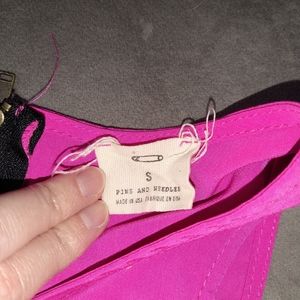 S
PINS AND NEEDLES
MADE IN USA FABRIQUE EN USA